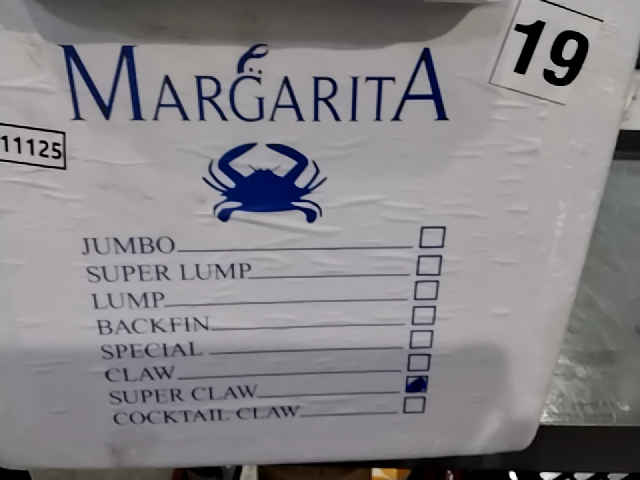 19
MARGARITA
11125
JUMBO
SUPER LUMP
LUMP
BACKFIN
SPECIAL
CLAW
SUPER CLAW
COCKTAIL CLAW